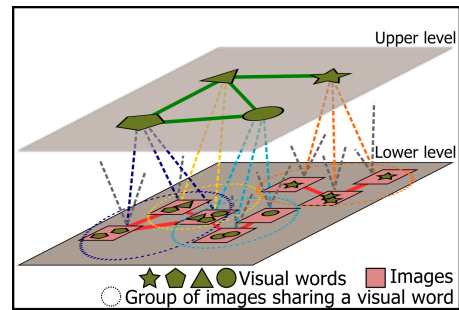 Upper level
Lower level
Visual words
Images
Group of images sharing a visual word